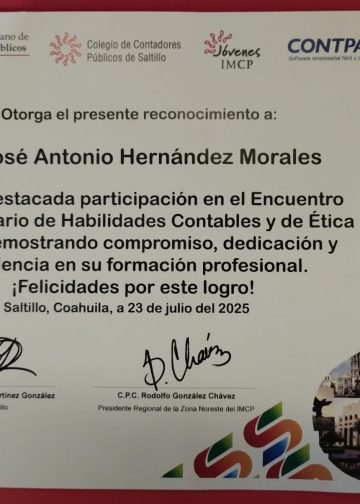 ano de
úblicos
Colegio de Contadores
Públicos de Saltillo
Jóvenes
IMCP
CONTPA
Software empresarial fácil y c
Otorga el presente reconocimiento a:
osé Antonio Hernández Morales
estacada participación en el Encuentro
ario de Habilidades Contables y de Ética
emostrando compromiso, dedicación y
lencia en su formación profesional.
¡Felicidades por este logro!
Saltillo, Coahuila, a 23 de julio del 2025
rtínez González
llo
C.P.C. Rodolfo González Chávez
Presidente Regional de la Zona Noreste del IMCP